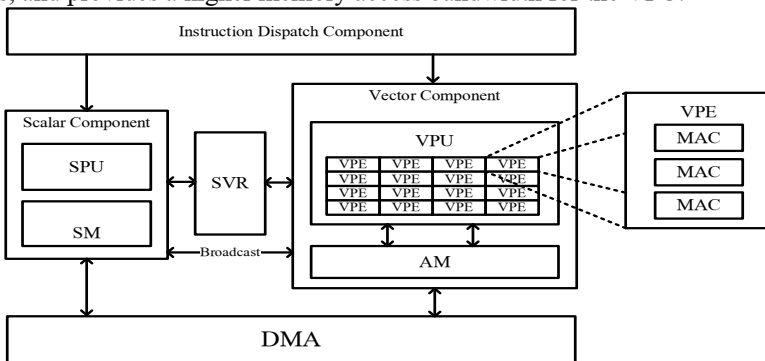 and provides a higher memory access bandwidth for the VPU.
Instruction Dispatch Component
Scalar Component
SPU
SM
SVR
Broadcast
Vector Component
VPU
VPE VPE VPE VPE
VPE VPE VPE VPE
VPE VPE VPE VPE
VPE VPE VPE VPE
AM
VPE
MAC
MAC
MAC
DMA